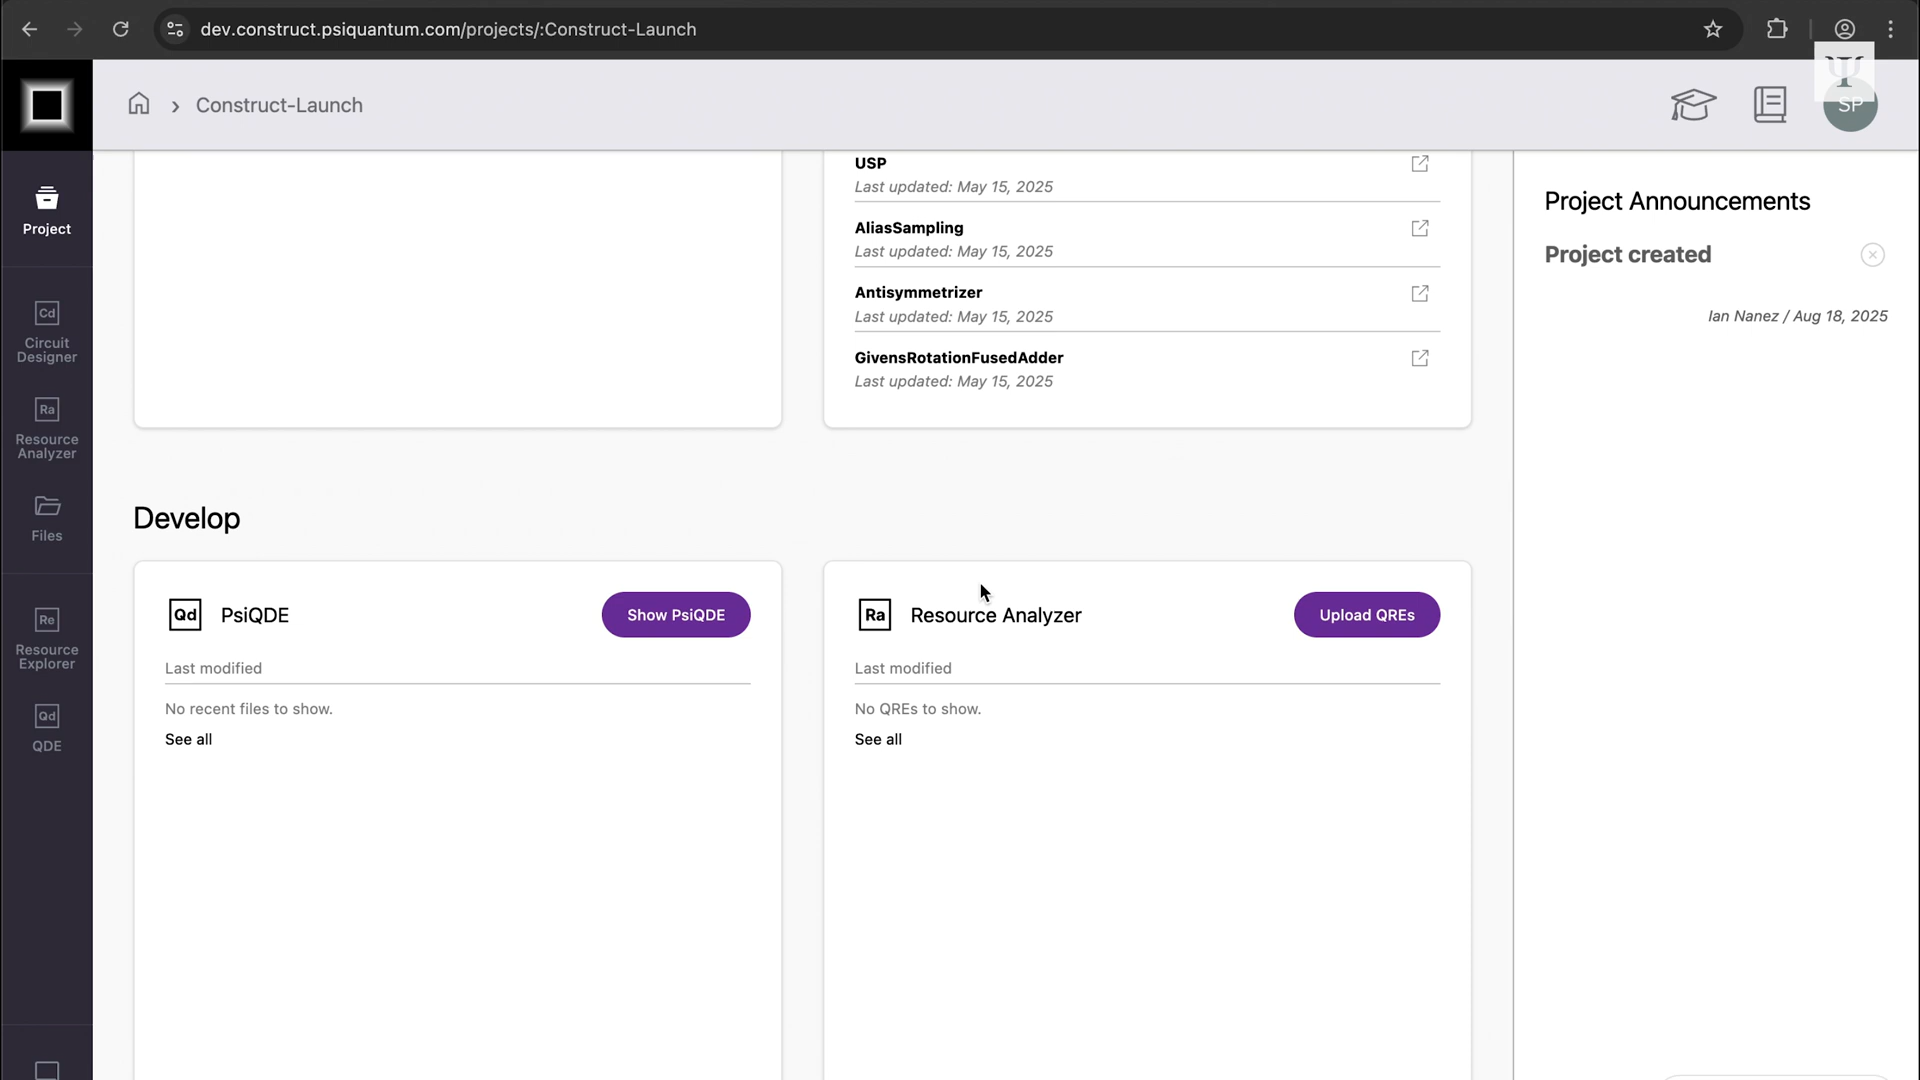 dev.construct.psiquantum.com/projects/:Construct-Launch
Construct-Launch
Ψ
SP
Project
Cd
Circuit
Designer
Ra
Resource
Analyzer
Files
Re
Resource
Explorer
Qd
QDE
USP
Last updated: May 15, 2025
AliasSampling
Last updated: May 15, 2025
Antisymmetrizer
Last updated: May 15, 2025
GivensRotationFusedAdder
Last updated: May 15, 2025
Develop
Qd PsiQDE
Show PsiQDE
Last modified
No recent files to show.
See all
Ra Resource Analyzer
Upload QREs
Last modified
No QREs to show.
See all
Project Announcements
Project created
Ian Nanez / Aug 18, 2025